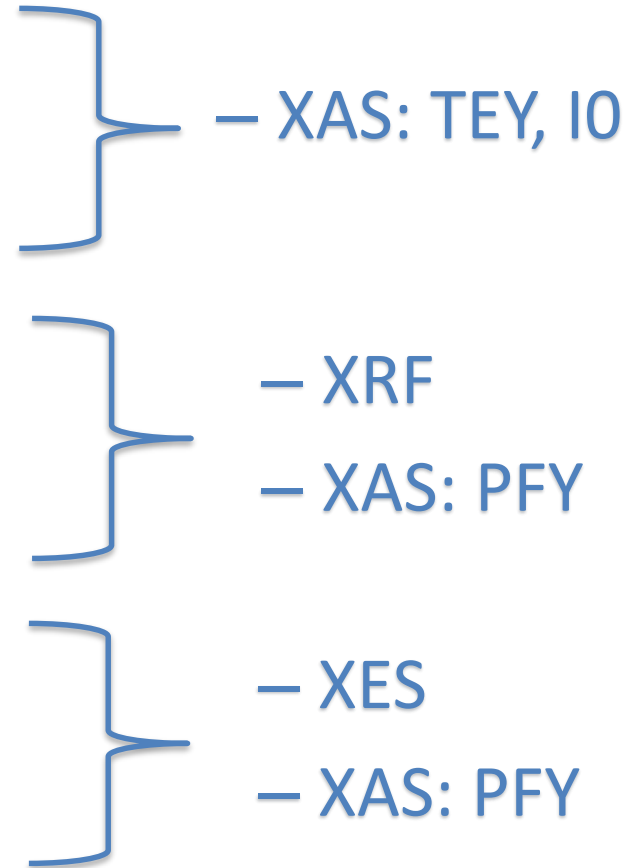 – XAS: TEY, I0
– XRF
– XAS: PFY
– XES
– XAS: PFY